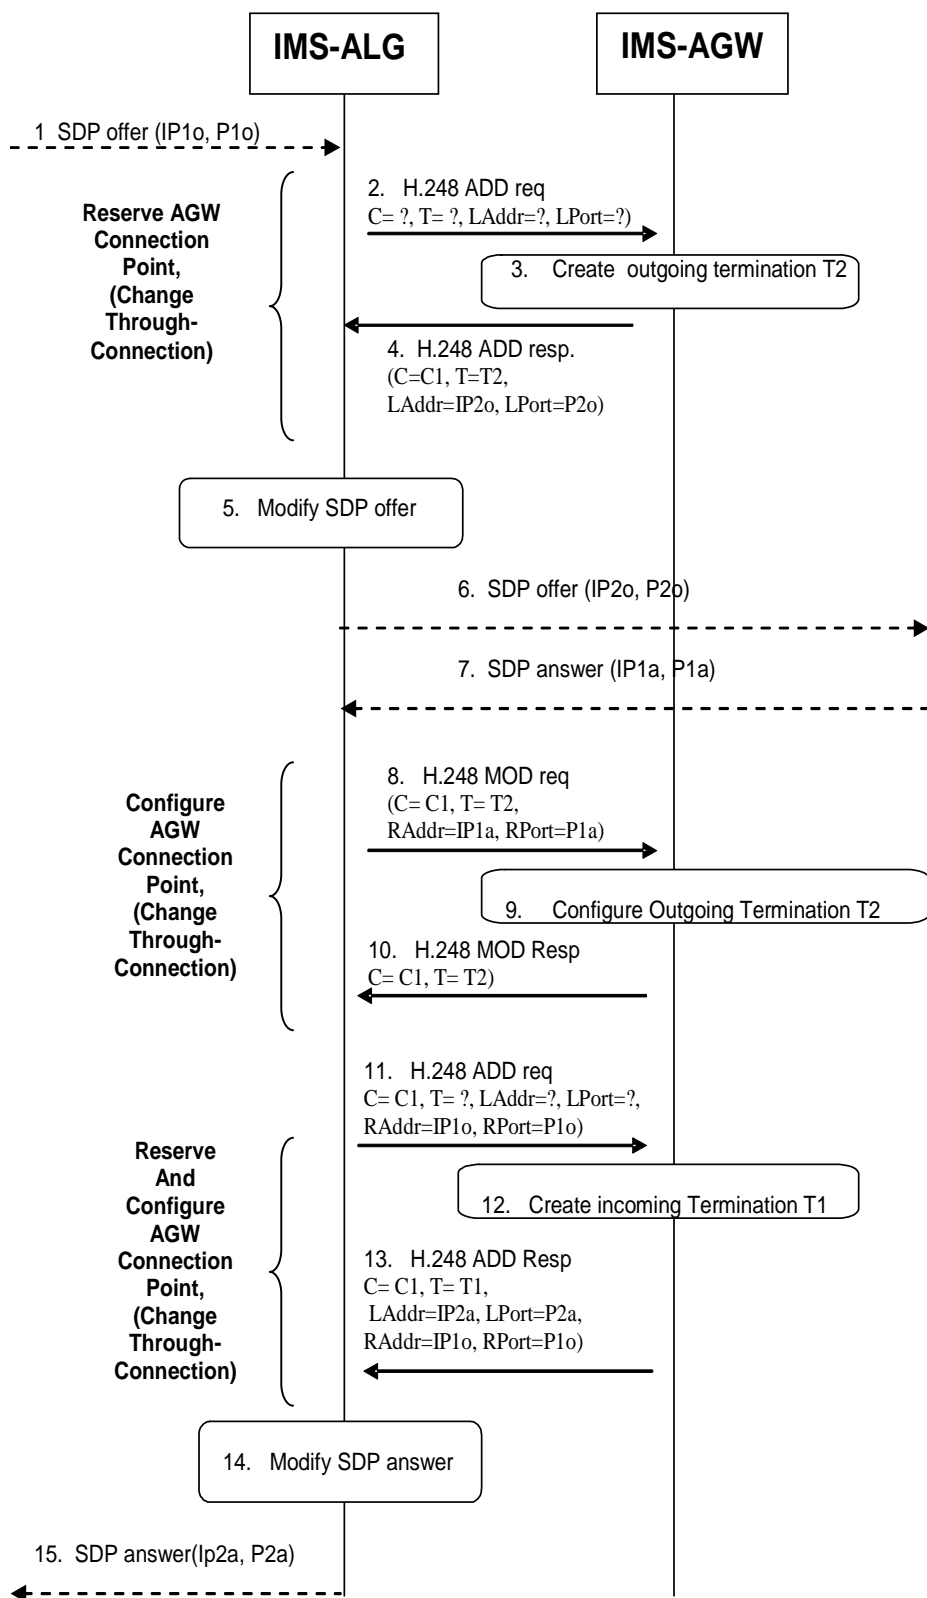 IMS-ALG
IMS-AGW
1 SDP offer (IP1o, P1o)
Reserve AGW
Connection
Point,
(Change
Through-
Connection)
2. H.248 ADD req
C= ?, T= ?, LAddr=?, LPort=?)
3. Create outgoing termination T2
4. H.248 ADD resp.
(C=C1, T=T2,
LAddr=IP2o, LPort=P2o)
5. Modify SDP offer
6. SDP offer (IP2o, P2o)
7. SDP answer (IP1a, P1a)
Configure
AGW
Connection
Point,
(Change
Through-
Connection)
8. H.248 MOD req
(C= C1, T= T2,
RAddr=IP1a, RPort=P1a)
9. Configure Outgoing Termination T2
10. H.248 MOD Resp
C= C1, T= T2)
11. H.248 ADD req
C= C1, T= ?, LAddr=?, LPort=?,
RAddr=IP1o, RPort=P1o)
Reserve
And
Configure
AGW
Connection
Point,
(Change
Through-
Connection)
12. Create incoming Termination T1
13. H.248 ADD Resp
C= C1, T= T1,
LAddr=IP2a, LPort=P2a,
RAddr=IP1o, RPort=P1o)
14. Modify SDP answer
15. SDP answer(Ip2a, P2a)